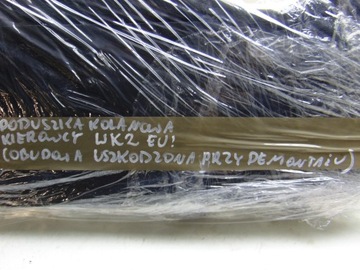 PODUSZKA KOLANOWA
KIEROWCY WK2 EU!
(OBUDOWA USZKODZONA PRZY DEMONTAŻU)